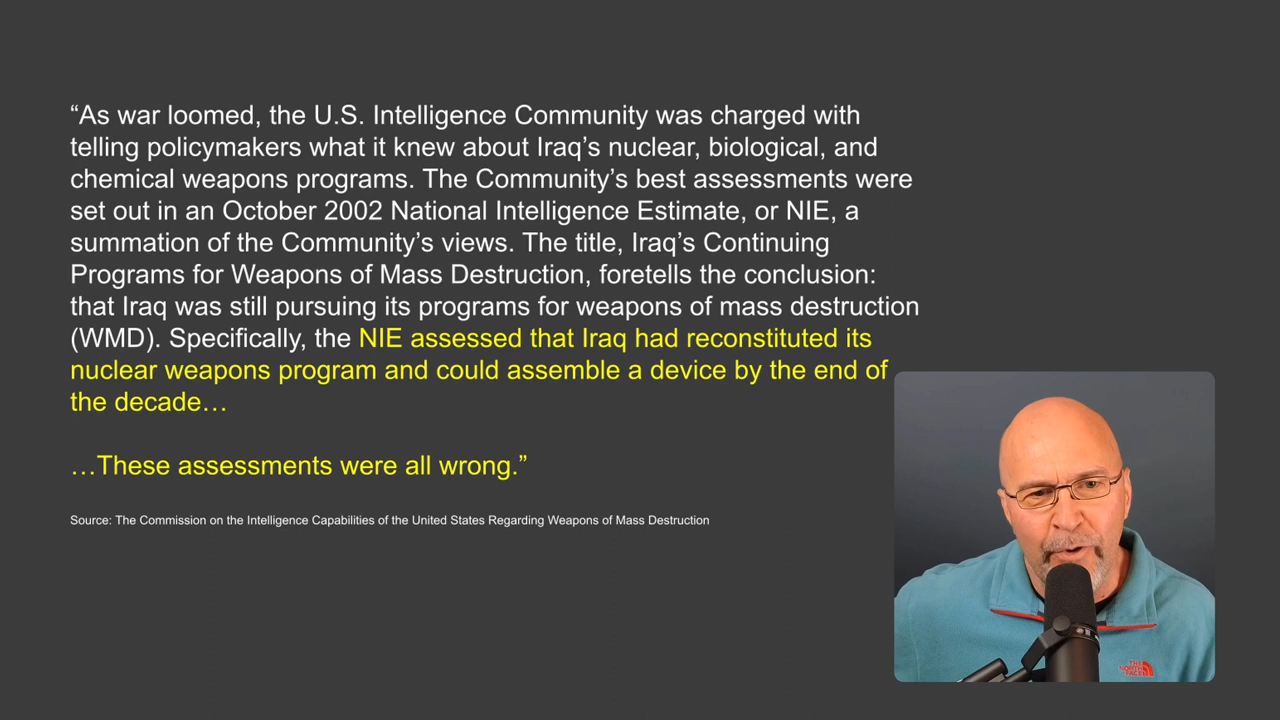 “As war loomed, the U.S. Intelligence Community was charged with
telling policymakers what it knew about Iraq’s nuclear, biological, and
chemical weapons programs. The Community’s best assessments were
set out in an October 2002 National Intelligence Estimate, or NIE, a
summation of the Community’s views. The title, Iraq’s Continuing
Programs for Weapons of Mass Destruction, foretells the conclusion:
that Iraq was still pursuing its programs for weapons of mass destruction
(WMD). Specifically, the NIE assessed that Iraq had reconstituted its
nuclear weapons program and could assemble a device by the end of
the decade…
…These assessments were all wrong.”
Source: The Commission on the Intelligence Capabilities of the United States Regarding Weapons of Mass Destruction
THE
NORTH
FACE